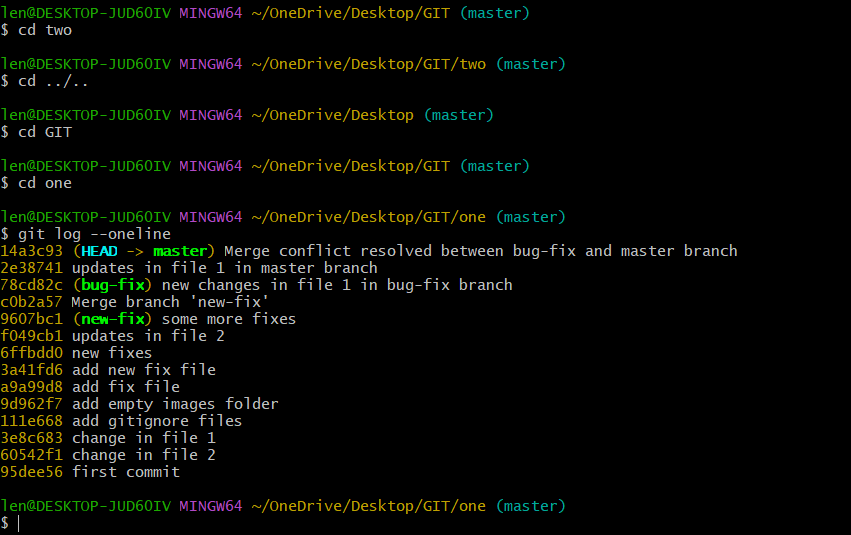 len@DESKTOP-JUD6OIV MINGW64 ~/OneDrive/Desktop/GIT (master)
$ cd two
len@DESKTOP-JUD6OIV MINGW64 ~/OneDrive/Desktop/GIT/two (master)
$ cd ../..
len@DESKTOP-JUD6OIV MINGW64 ~/OneDrive/Desktop (master)
$ cd GIT
len@DESKTOP-JUD6OIV MINGW64 ~/OneDrive/Desktop/GIT (master)
$ cd one
len@DESKTOP-JUD6OIV MINGW64 ~/OneDrive/Desktop/GIT/one (master)
$ git log --oneline
14a3c93 (HEAD -> master) Merge conflict resolved between bug-fix and master branch
2e38741 updates in file 1 in master branch
78cd82c (bug-fix) new changes in file 1 in bug-fix branch
c0b2a57 Merge branch 'new-fix'
9607bc1 (new-fix) some more fixes
f049cb1 updates in file 2
6ffbdd0 new fixes
3a41fd6 add new fix file
a9a99d8 add fix file
9d962f7 add empty images folder
111e668 add gitignore files
3e8c683 change in file 1
60542f1 change in file 2
95dee56 first commit
len@DESKTOP-JUD6OIV MINGW64 ~/OneDrive/Desktop/GIT/one (master)
$